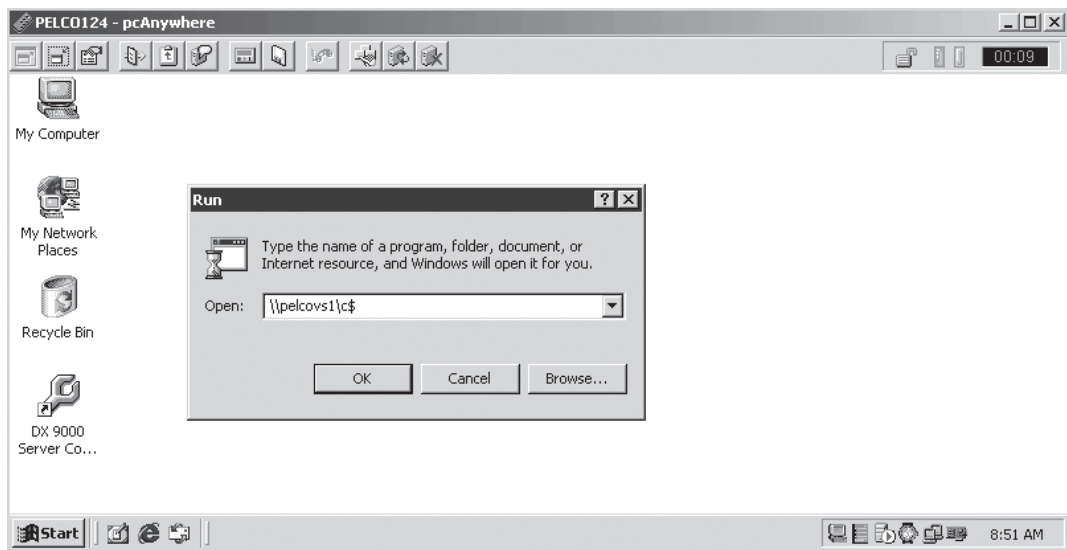 PELCO124 - pcAnywhere
00:09
My Computer
My Network
Places
Recycle Bin
DX 9000
Server Co...
Run
Type the name of a program, folder, document, or
Internet resource, and Windows will open it for you.
Open: \\pelcovs1\c$
OK Cancel Browse...
Start 8:51 AM